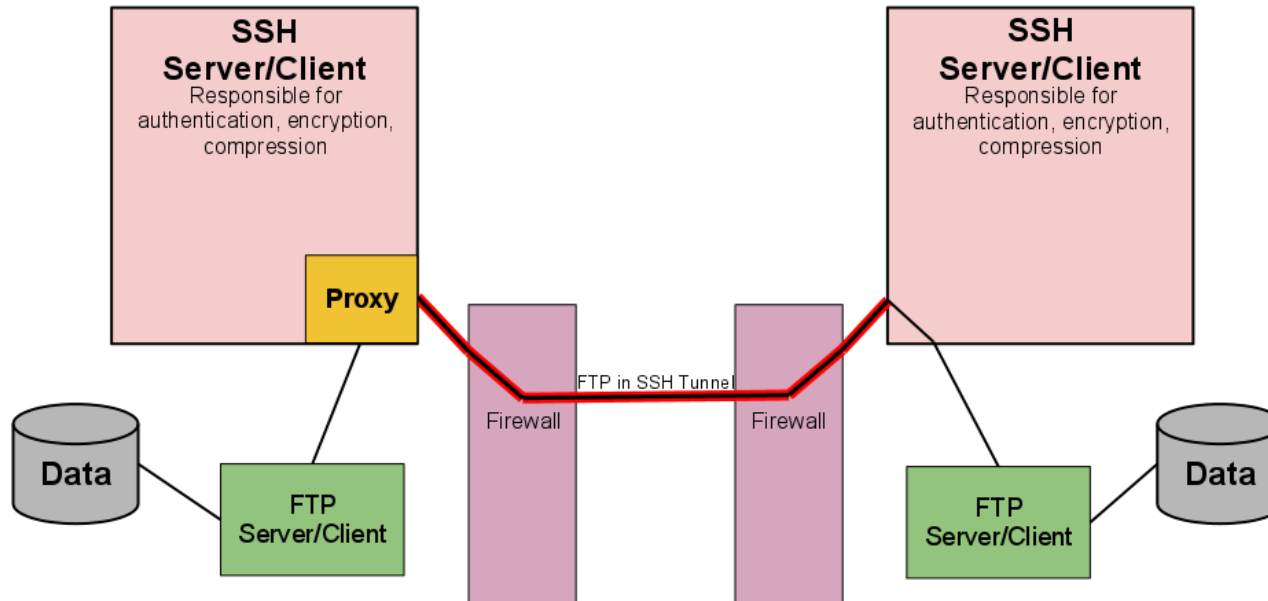 SSH
Server/Client
Responsible for
authentication, encryption,
compression
SSH
Server/Client
Responsible for
authentication, encryption,
compression
Proxy
FTP in SSH Tunnel
Firewall
Firewall
Data
FTP
Server/Client
FTP
Server/Client
Data